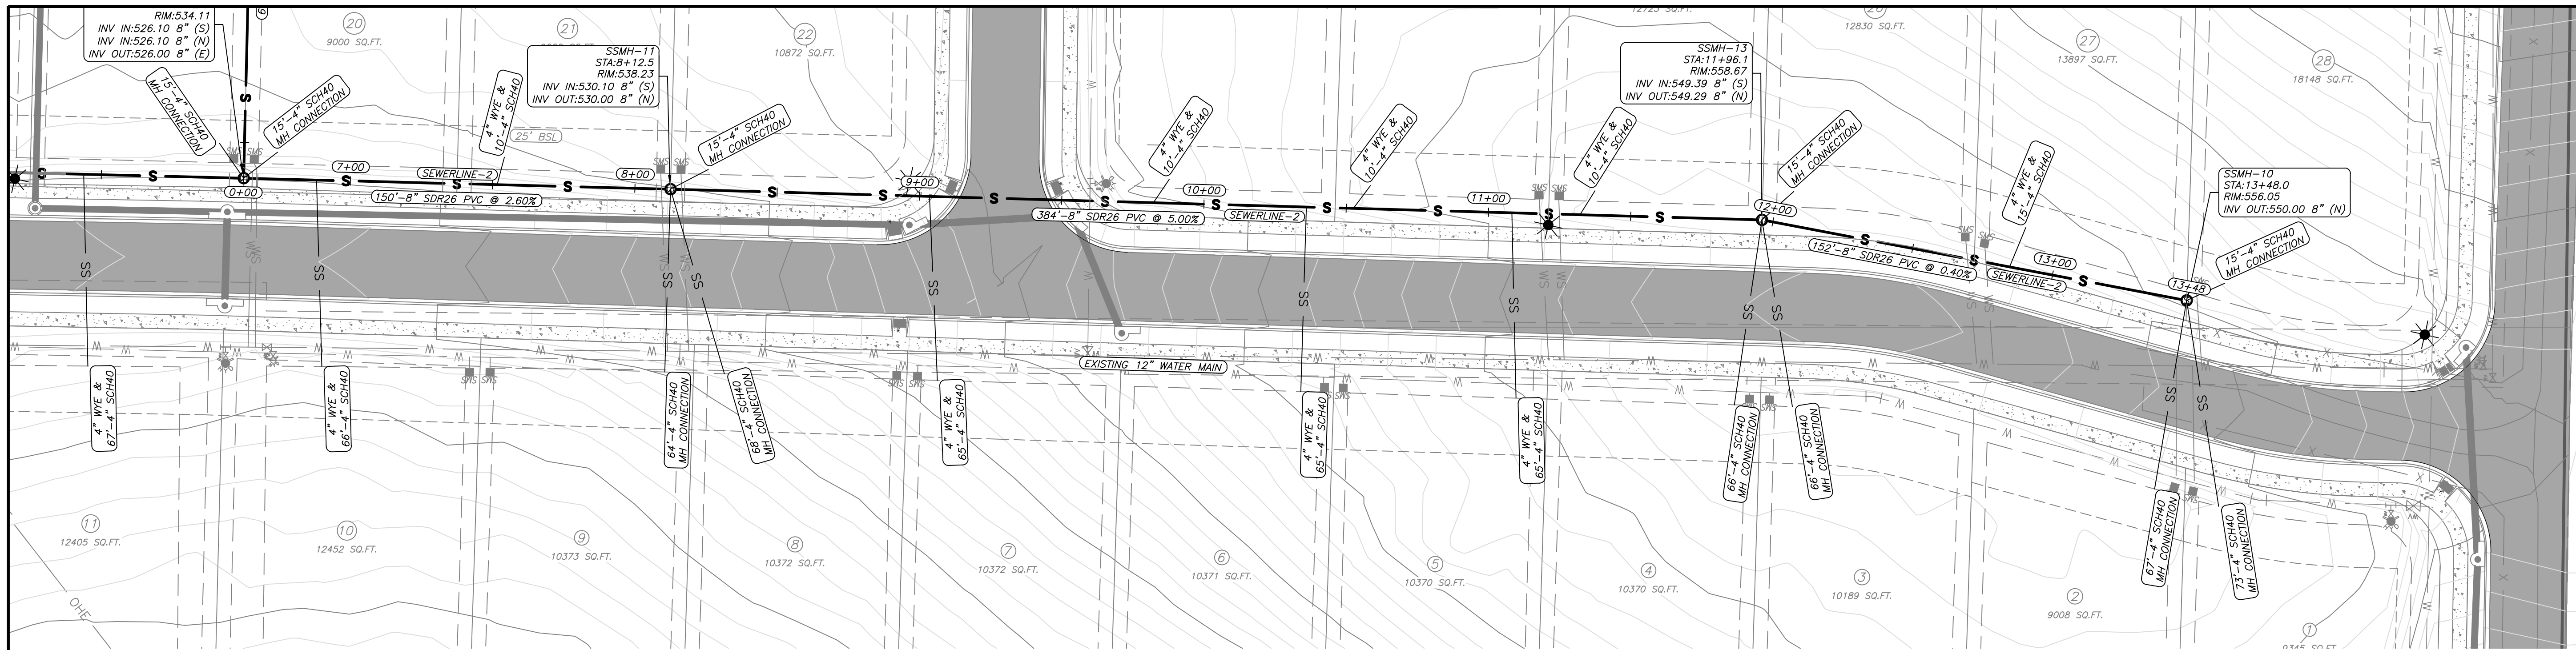 RIM:534.11
INV IN:526.10 8" (S)
INV IN:526.10 8" (N)
INV OUT:526.00 8" (E)
20
9000 SQ.FT.
21
22
10872 SQ.FT.
SSMH-11
STA:8+12.5
RIM:538.23
INV IN:530.10 8" (S)
INV OUT:530.00 8" (N)
SSMH-13
STA:11+96.1
RIM:558.67
INV IN:549.39 8" (S)
INV OUT:549.29 8" (N)
12830 SQ.FT.
27
13897 SQ.FT.
28
18148 SQ.FT.
SSMH-10
STA:13+48.0
RIM:556.05
INV OUT:550.00 8" (N)
15'-4" SCH40
MH CONNECTION
15'-4" SCH40
MH CONNECTION
4" WYE &
10'-4" SCH40
25' BSL
15'-4" SCH40
MH CONNECTION
4" WYE &
10'-4" SCH40
4" WYE &
10'-4" SCH40
4" WYE &
10'-4" SCH40
15'-4" SCH40
MH CONNECTION
4" WYE &
15'-4" SCH40
15'-4" SCH40
MH CONNECTION
0+00
7+00
SEWERLINE-2
150'-8" SDR26 PVC @ 2.60%
8+00
9+00
10+00
384'-8" SDR26 PVC @ 5.00%
SEWERLINE-2
11+00
12+00
152'-8" SDR26 PVC @ 0.40%
13+00
SEWERLINE-2
13+48
S S S S S S S S S S S S S S S S S S
SS SS SS SS SS SS SS SS SS SS SS
EXISTING 12" WATER MAIN
4" WYE &
67'-4" SCH40
4" WYE &
66'-4" SCH40
64'-4" SCH40
MH CONNECTION
68'-4" SCH40
MH CONNECTION
4" WYE &
65'-4" SCH40
4" WYE &
65'-4" SCH40
4" WYE &
65'-4" SCH40
66'-4" SCH40
MH CONNECTION
66'-4" SCH40
MH CONNECTION
67'-4" SCH40
MH CONNECTION
73'-4" SCH40
MH CONNECTION
11
12405 SQ.FT.
10
12452 SQ.FT.
9
10373 SQ.FT.
8
10372 SQ.FT.
7
10372 SQ.FT.
6
10371 SQ.FT.
5
10370 SQ.FT.
4
10370 SQ.FT.
3
10189 SQ.FT.
2
9008 SQ.FT.
1
OHE